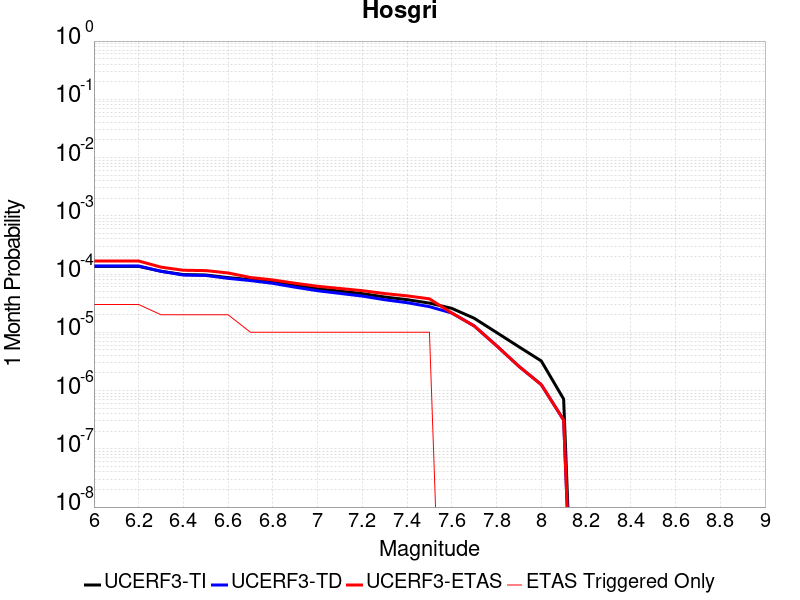 Hosgri
10^0
10^-1
10^-2
10^-3
10^-4
10^-5
10^-6
10^-7
10^-8
1 Month Probability
6 6.2 6.4 6.6 6.8 7 7.2 7.4 7.6 7.8 8 8.2 8.4 8.6 8.8 9
Magnitude
UCERF3-TI UCERF3-TD UCERF3-ETAS ETAS Triggered Only